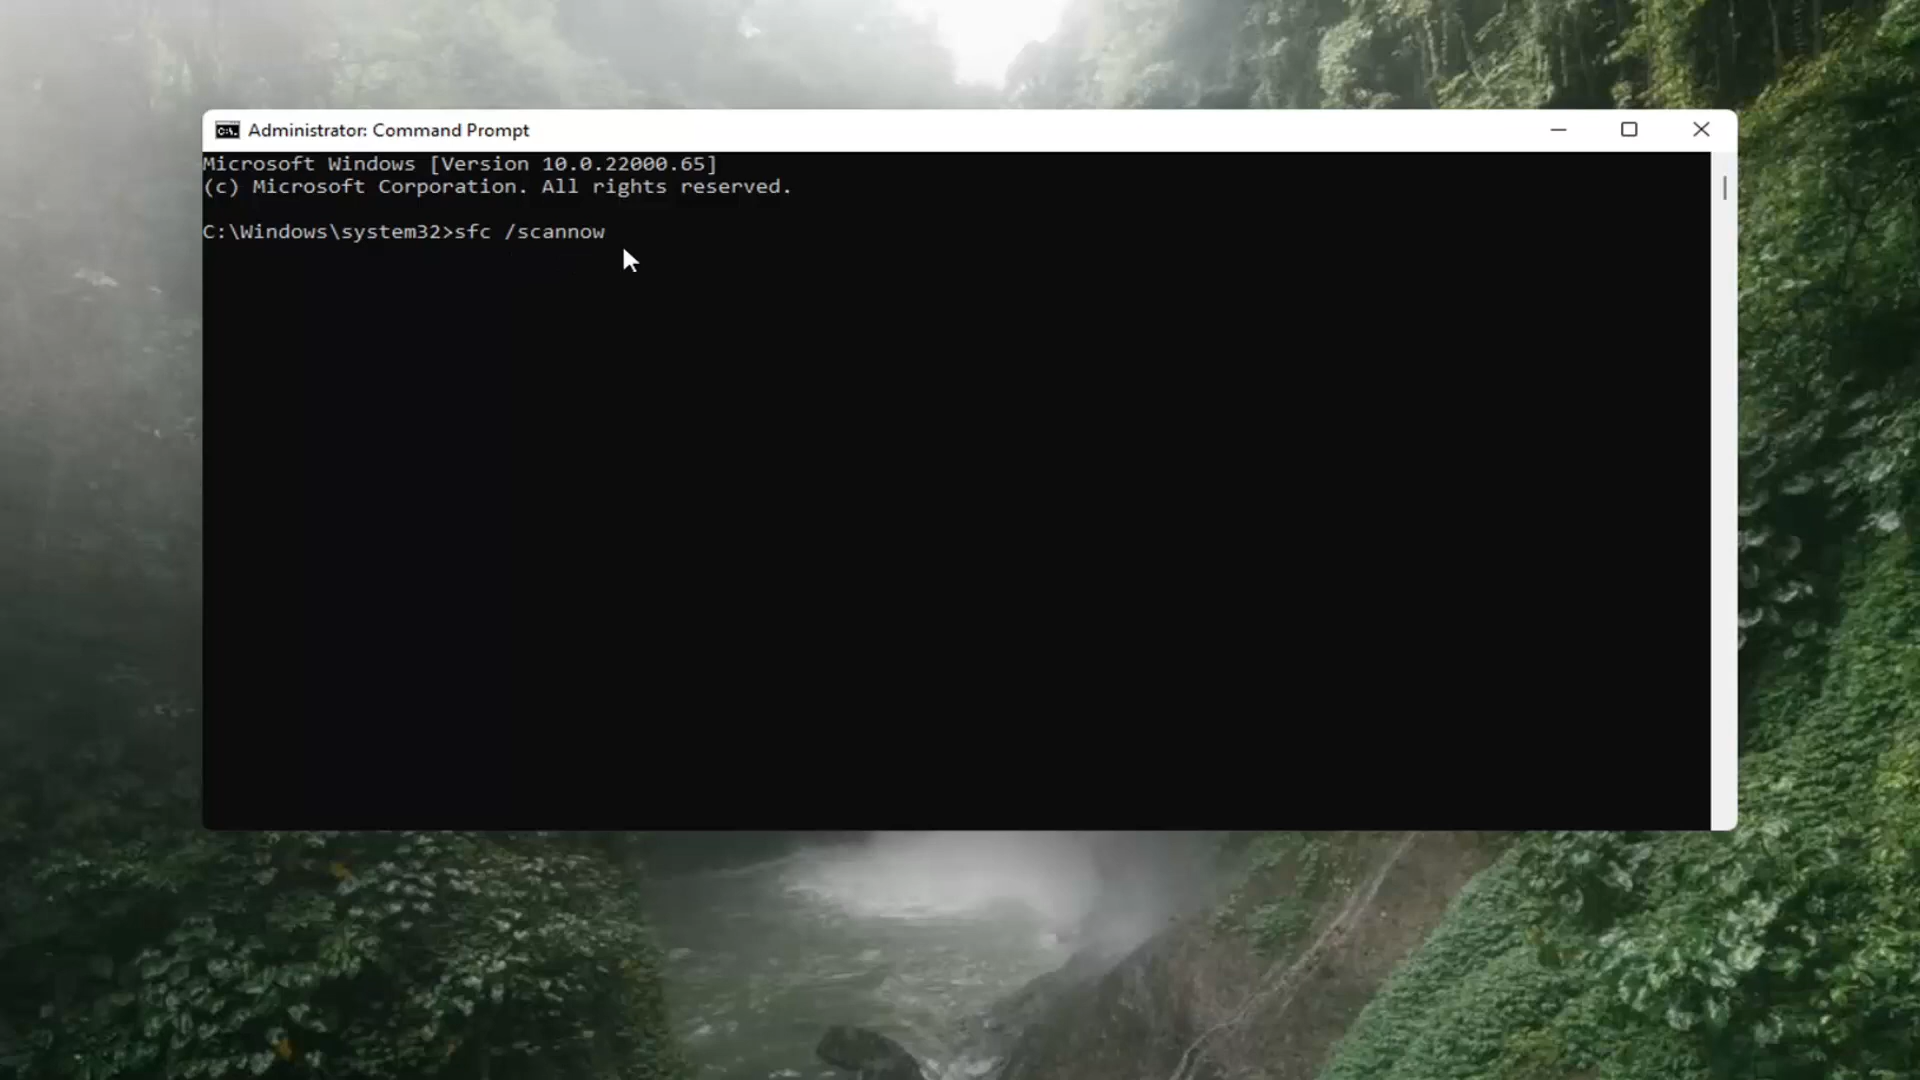 Administrator: Command Prompt
Microsoft Windows [Version 10.0.22000.65]
(c) Microsoft Corporation. All rights reserved.
C:\Windows\system32>sfc /scannow